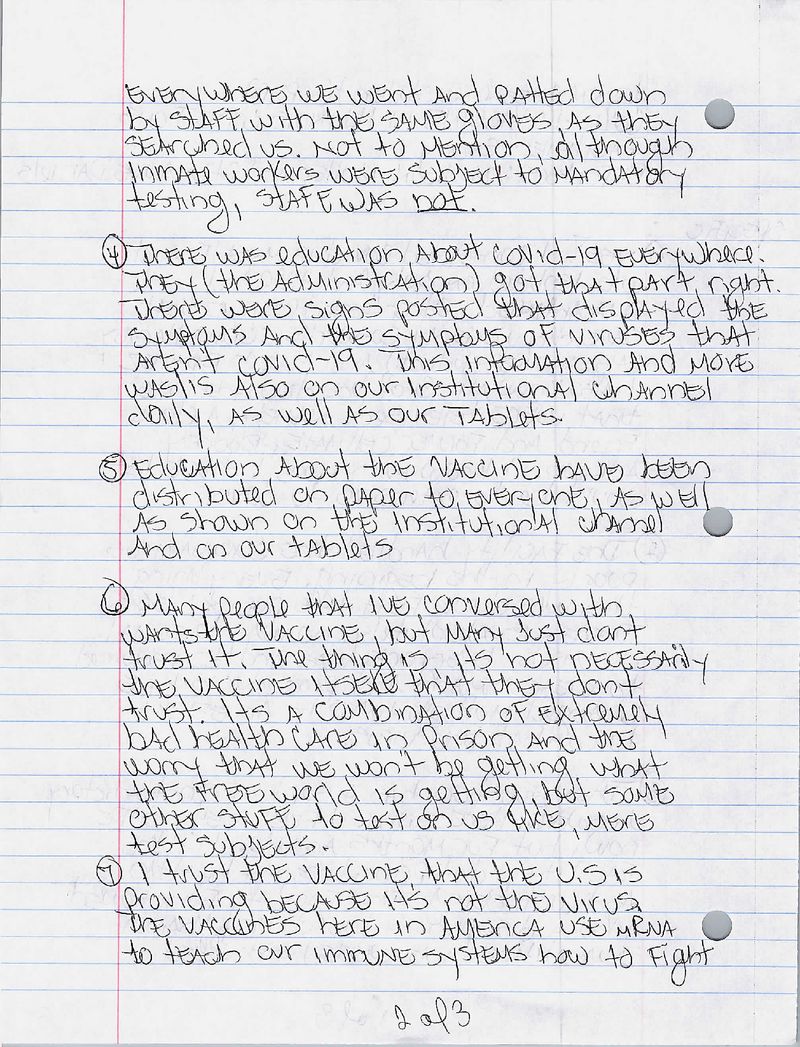 EVERYWHERE WE WENT AND PATTED down
by STAFF, with the SAME gloves, AS they
SEARched us. NOT to MENTION, although
INMATE workers WERE SUBJECT to MANDATORY
testing, STAFF WAS not.
④ THERE WAS education About COVID-19 EVERYwhere.
THEY (the Administration) got that part right.
THERE WERE signs posted that displayed the
symptoms And the symptoms OF VIRUSES that
AREN'T COVID-19. This information AND MORE
was/is Also on our Institutional Channel
daily, AS well AS our TAblets.
⑤ Education About the VACCINE have been
distributed on PAPER to EVERYONE, AS WELL
AS shown on the Institutional channel
And on our tablets
⑥ MANY people that I'VE conversed with,
wants the VACCINE, but MANY Just don't
trust it. The thing is its not NECESSARily
the VACCINE ITSELF that they don't
trust. Its A combination OF Extremely
bad health CARE in Prison AND the
worry that we won't be getting what
the FREE world is getting, but SOME
other STUFF to test on us LIKE, MERE
test subjects.
⑦ I trust the VACCINE that the U.S is
providing because its not the Virus.
The VACCINES here in AMERICA USE MRNA
to teach our immune systems how to Fight
2 of 3